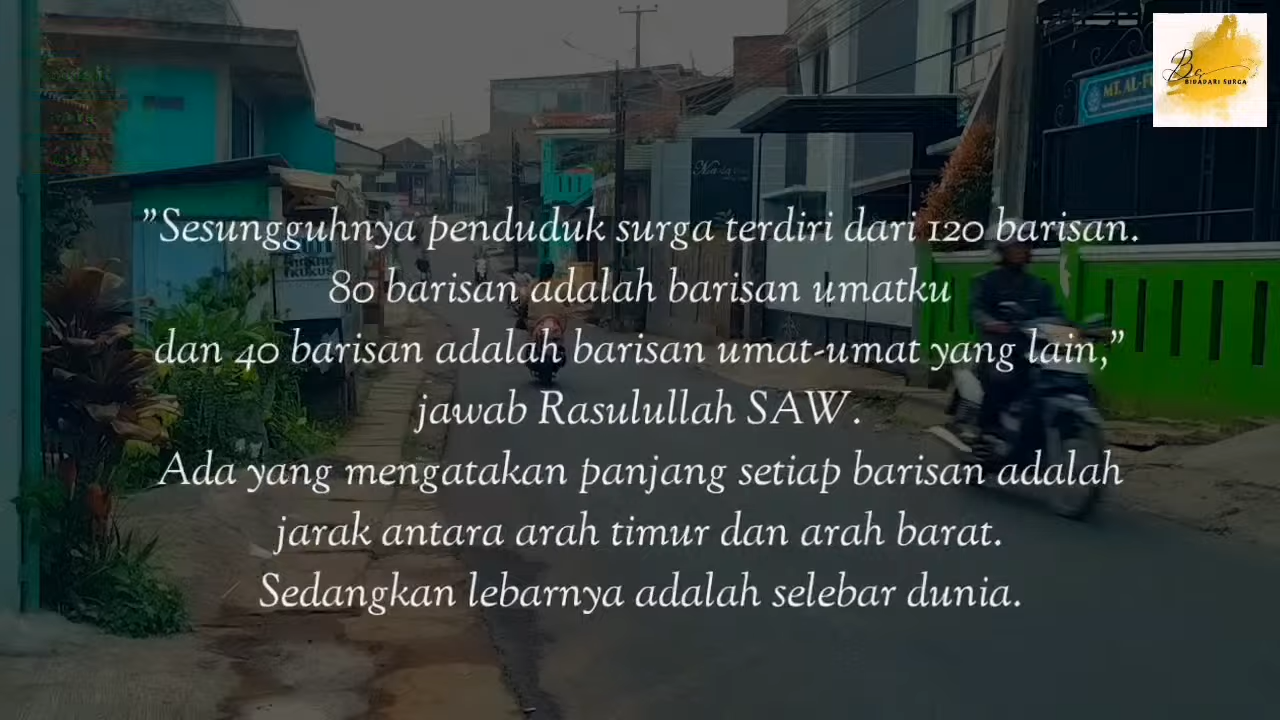 BIDADARI SURGA
MT. AL-F
”Sesungguhnya penduduk surga terdiri dari 120 barisan.
80 barisan adalah barisan umatku
dan 40 barisan adalah barisan umat-umat yang lain,”
jawab Rasulullah SAW.
Ada yang mengatakan panjang setiap barisan adalah
jarak antara arah timur dan arah barat.
Sedangkan lebarnya adalah selebar dunia.